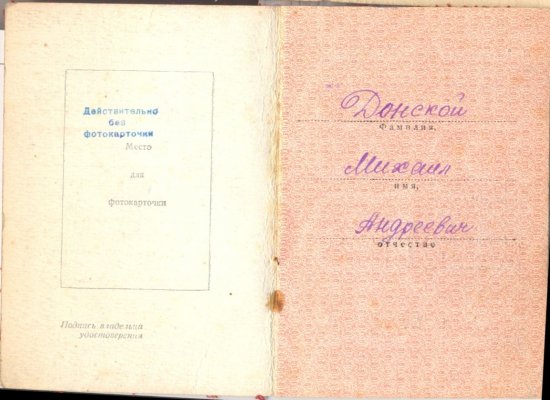 Действительно
без
фотокарточки
Место
для
фотокарточки
Подпись владельца
удостоверения
Донской
Фамилия,
Михаил
имя,
Андреевич
отчество